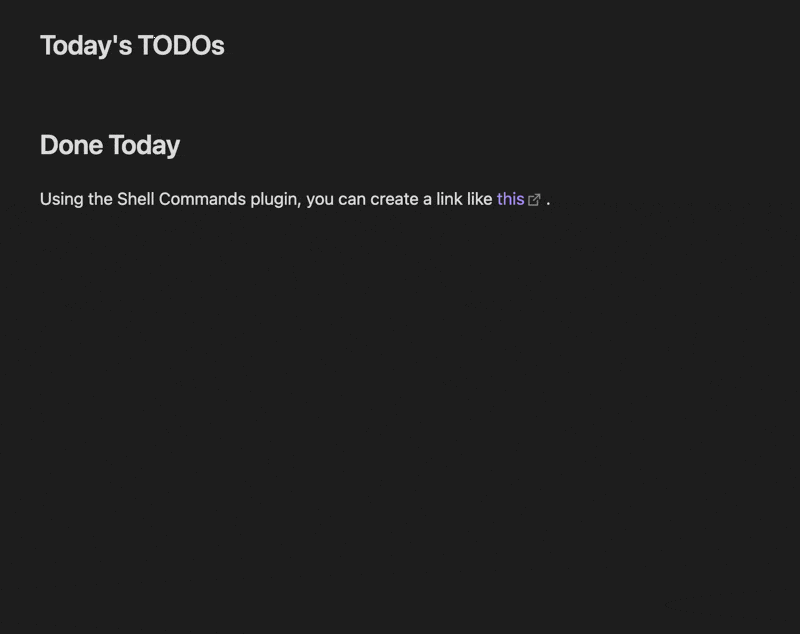 Today's TODOs
Done Today
Using the Shell Commands plugin, you can create a link like this .